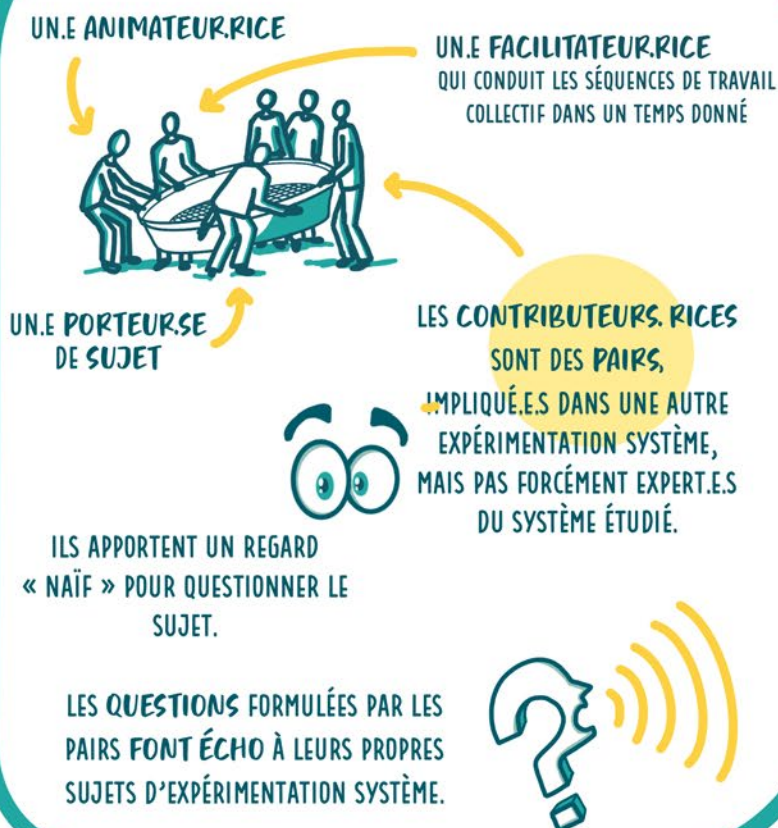 UN.E ANIMATEUR.RICE
UN.E FACILITATEUR.RICE
QUI CONDUIT LES SÉQUENCES DE TRAVAIL
COLLECTIF DANS UN TEMPS DONNÉ
UN.E PORTEUR.SE
DE SUJET
LES CONTRIBUTEURS. RICES
SONT DES PAIRS,
IMPLIQUÉ.E.S DANS UNE AUTRE
EXPÉRIMENTATION SYSTÈME,
MAIS PAS FORCÉMENT EXPERT.E.S
DU SYSTÈME ÉTUDIÉ.
ILS APPORTENT UN REGARD
« NAÏF » POUR QUESTIONNER LE
SUJET.
LES QUESTIONS FORMULÉES PAR LES
PAIRS FONT ÉCHO À LEURS PROPRES
SUJETS D'EXPÉRIMENTATION SYSTÈME.